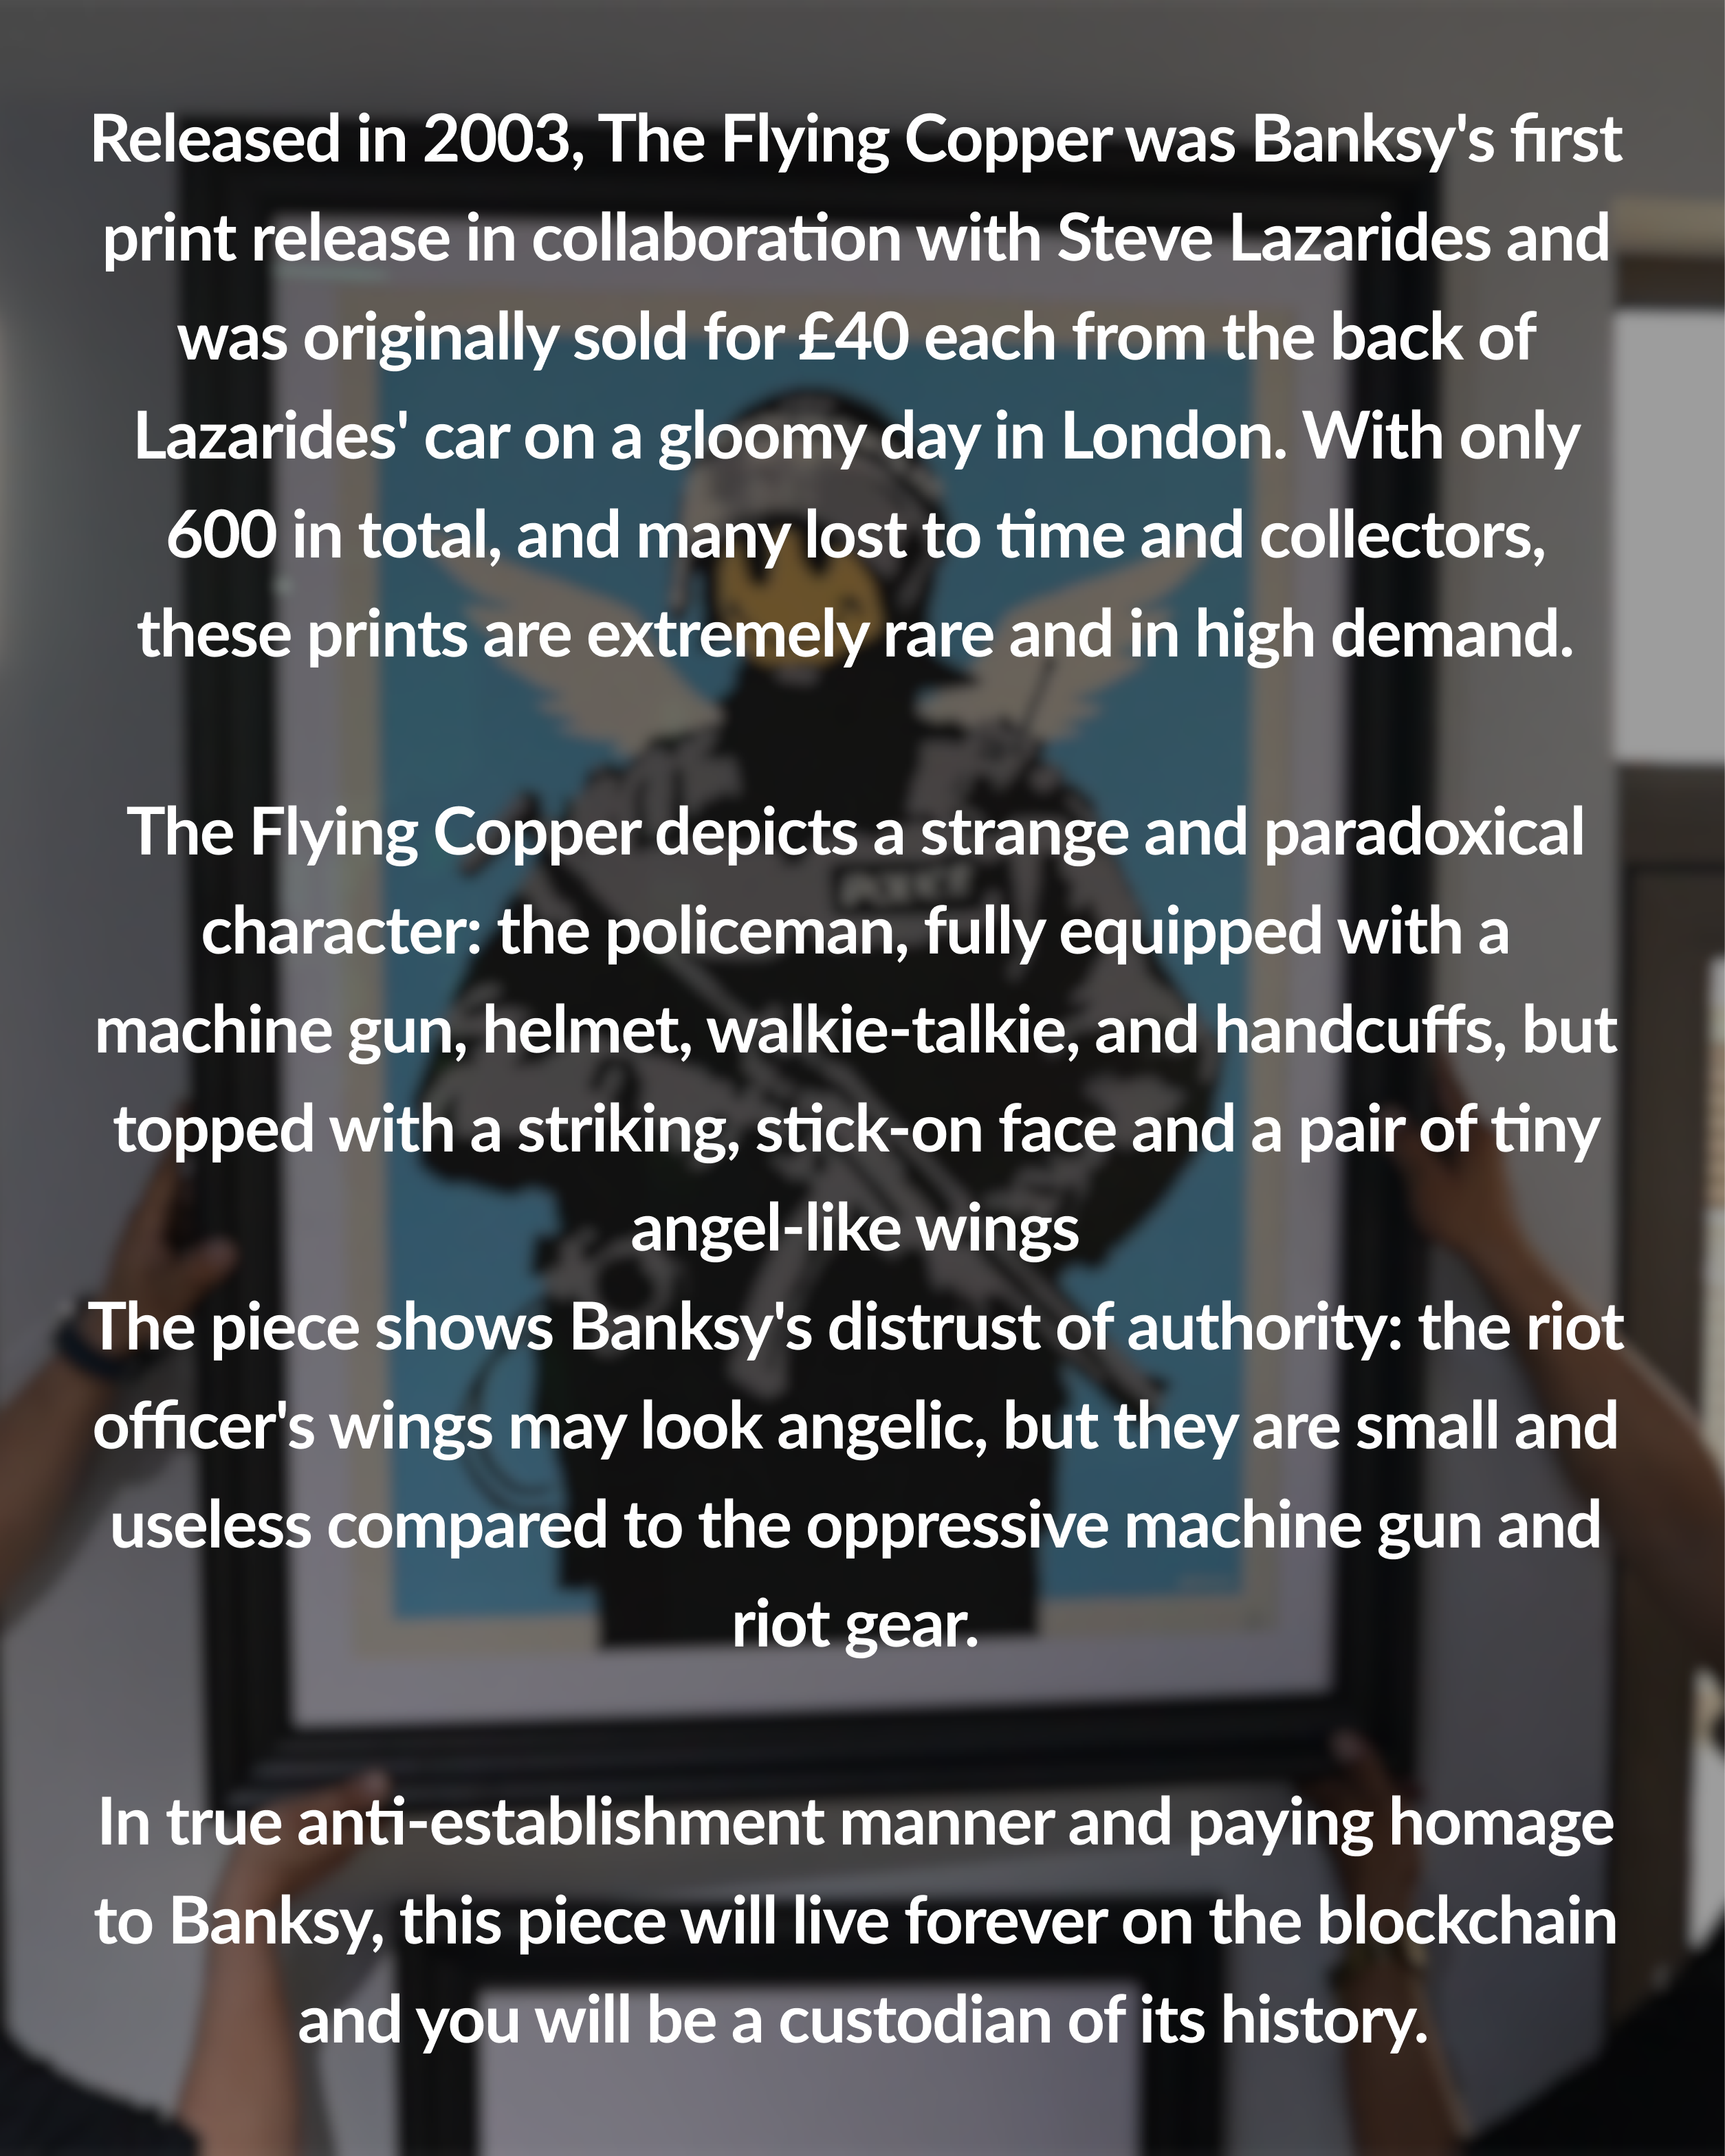 Released in 2003, The Flying Copper was Banksy's first
print release in collaboration with Steve Lazarides and
was originally sold for £40 each from the back of
Lazarides' car on a gloomy day in London. With only
600 in total, and many lost to time and collectors,
these prints are extremely rare and in high demand.
The Flying Copper depicts a strange and paradoxical
character: the policeman, fully equipped with a
machine gun, helmet, walkie-talkie, and handcuffs, but
topped with a striking, stick-on face and a pair of tiny
angel-like wings
The piece shows Banksy's distrust of authority: the riot
officer's wings may look angelic, but they are small and
useless compared to the oppressive machine gun and
riot gear.
In true anti-establishment manner and paying homage
to Banksy, this piece will live forever on the blockchain
and you will be a custodian of its history.
POLICE